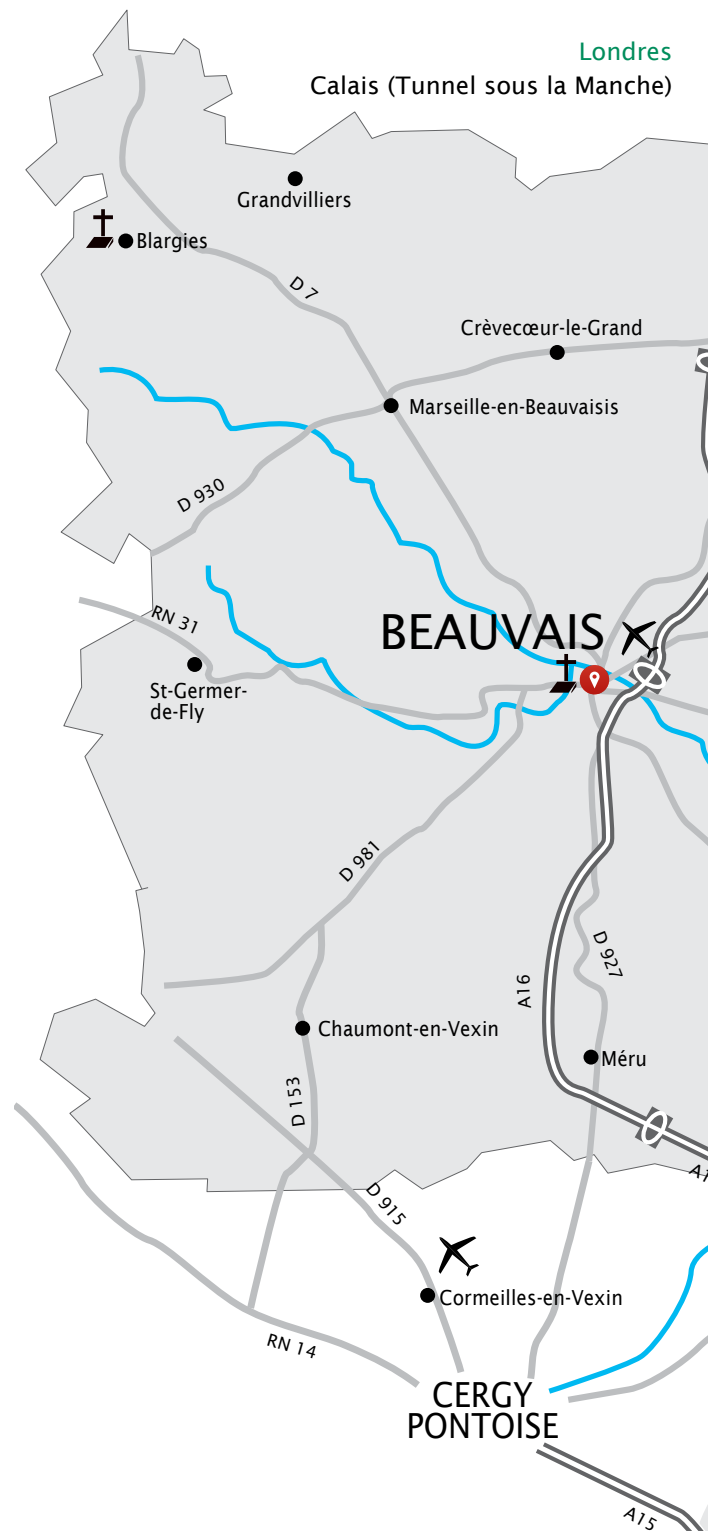 Londres
Calais (Tunnel sous la Manche)
Grandvilliers
Blargies
D 7
Crèvecœur-le-Grand
Marseille-en-Beauvaisis
D 930
RN 31
BEAUVAIS
St-Germer-
de-Fly
D 981
D 927
A16
Chaumont-en-Vexin
Méru
D 153
A1
D 915
Cormeilles-en-Vexin
RN 14
CERGY
PONTOISE
A15